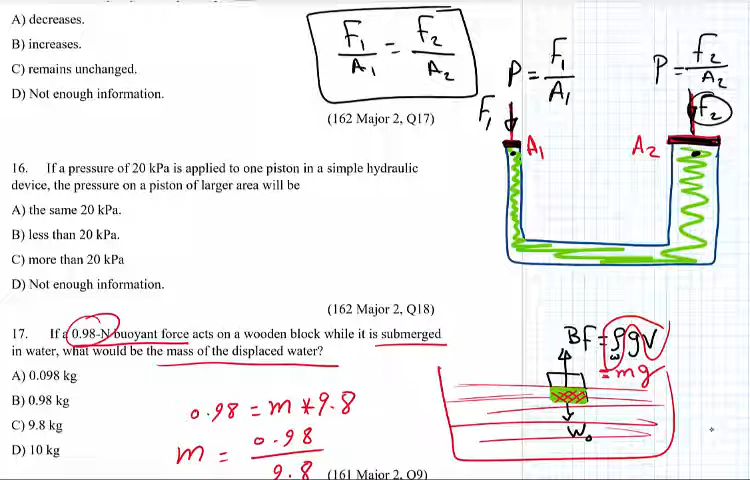 A) decreases.
B) increases.
C) remains unchanged.
D) Not enough information.
(162 Major 2, Q17)
F1/A1 = F2/A2
P = F1/A1
P = F2/A2
F1
F2
A1
A2
16. If a pressure of 20 kPa is applied to one piston in a simple hydraulic
device, the pressure on a piston of larger area will be
A) the same 20 kPa.
B) less than 20 kPa.
C) more than 20 kPa
D) Not enough information.
(162 Major 2, Q18)
17. If a 0.98-N buoyant force acts on a wooden block while it is submerged
in water, what would be the mass of the displaced water?
A) 0.098 kg
B) 0.98 kg
C) 9.8 kg
D) 10 kg
0.98 = m * 9.8
m = 0.98/9.8
BF = ρw g V
= mg
W0
(161 Major 2, Q9)